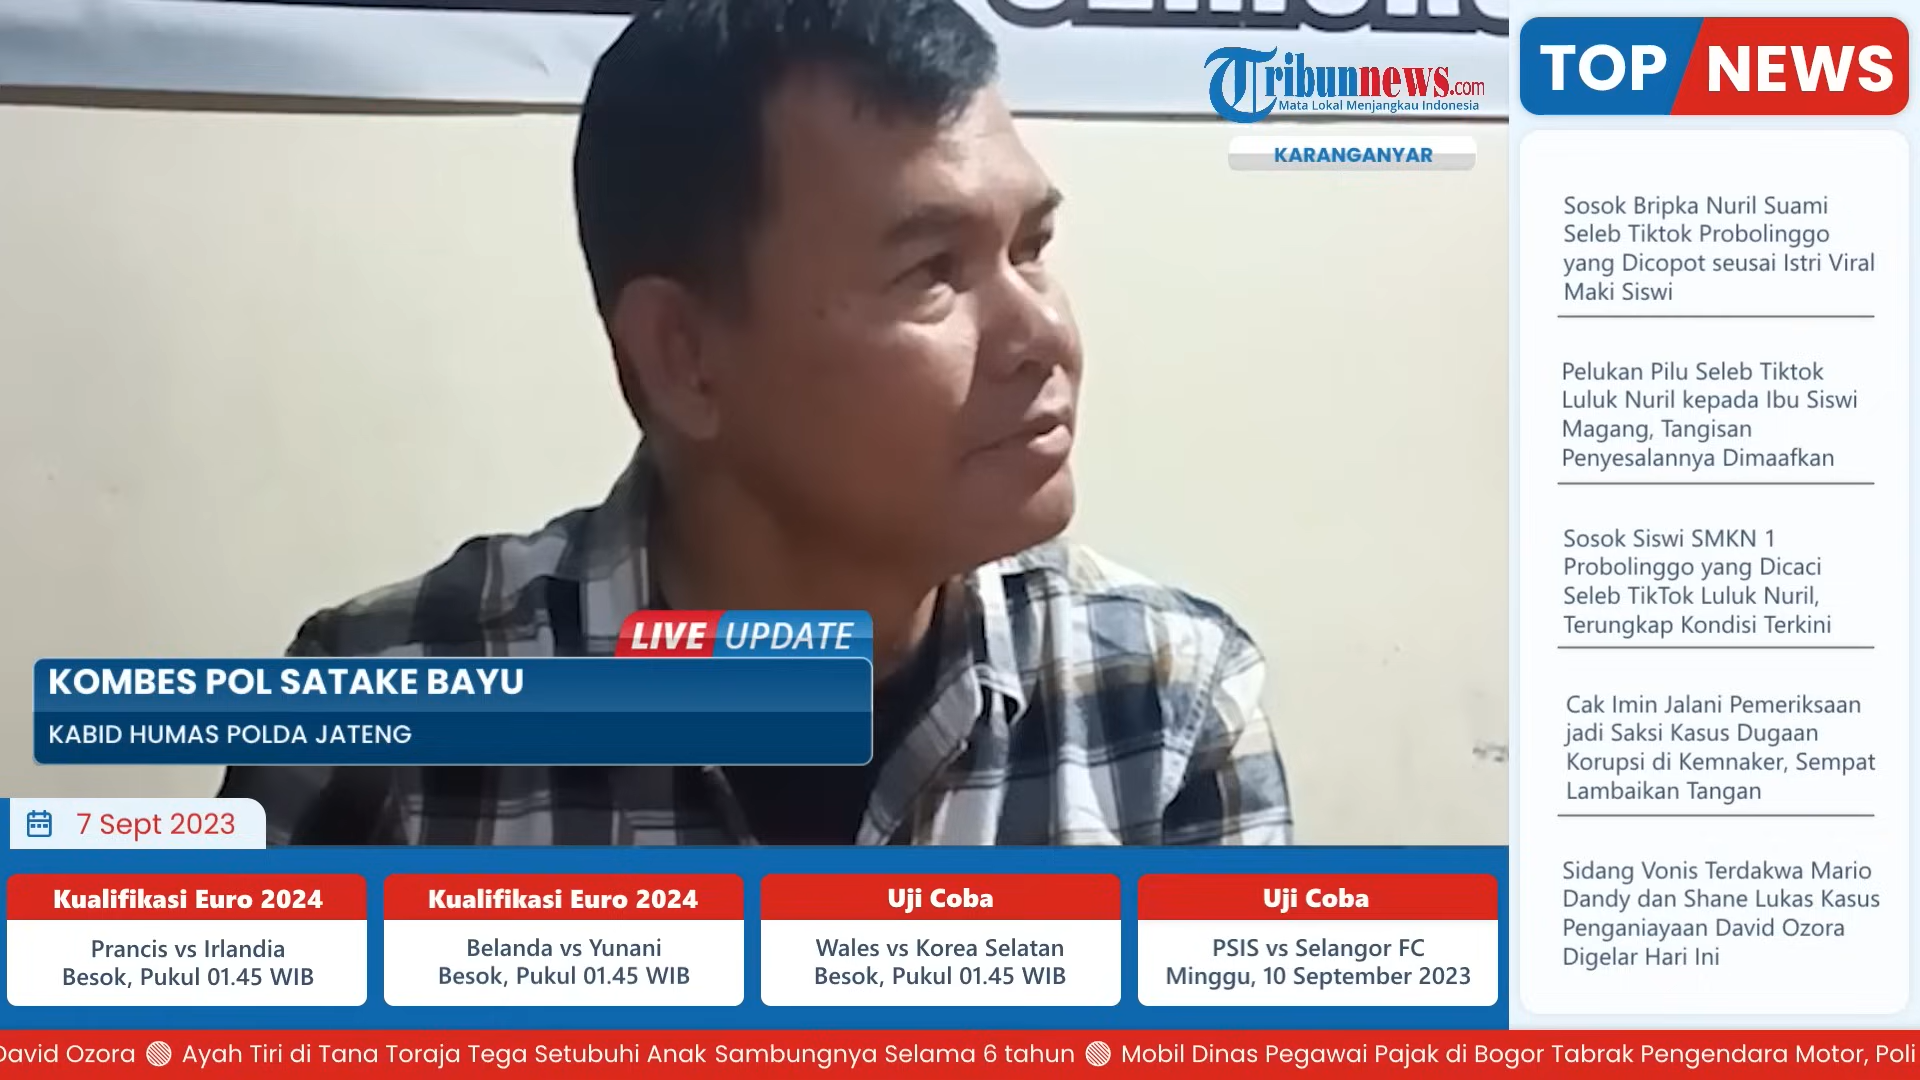 Tribunnews.com
Mata Lokal Menjangkau Indonesia
KARANGANYAR
LIVE UPDATE
KOMBES POL SATAKE BAYU
KABID HUMAS POLDA JATENG
7 Sept 2023
Kualifikasi Euro 2024
Prancis vs Irlandia
Besok, Pukul 01.45 WIB
Kualifikasi Euro 2024
Belanda vs Yunani
Besok, Pukul 01.45 WIB
Uji Coba
Wales vs Korea Selatan
Besok, Pukul 01.45 WIB
Uji Coba
PSIS vs Selangor FC
Minggu, 10 September 2023
TOP NEWS
Sosok Bripka Nuril Suami
Seleb Tiktok Probolinggo
yang Dicopot seusai Istri Viral
Maki Siswi
Pelukan Pilu Seleb Tiktok
Luluk Nuril kepada Ibu Siswi
Magang, Tangisan
Penyesalannya Dimaafkan
Sosok Siswi SMKN 1
Probolinggo yang Dicaci
Seleb TikTok Luluk Nuril,
Terungkap Kondisi Terkini
Cak Imin Jalani Pemeriksaan
jadi Saksi Kasus Dugaan
Korupsi di Kemnaker, Sempat
Lambaikan Tangan
Sidang Vonis Terdakwa Mario
Dandy dan Shane Lukas Kasus
Penganiayaan David Ozora
Digelar Hari Ini
David Ozora Ayah Tiri di Tana Toraja Tega Setubuhi Anak Sambungnya Selama 6 tahun Mobil Dinas Pegawai Pajak di Bogor Tabrak Pengendara Motor, Poli